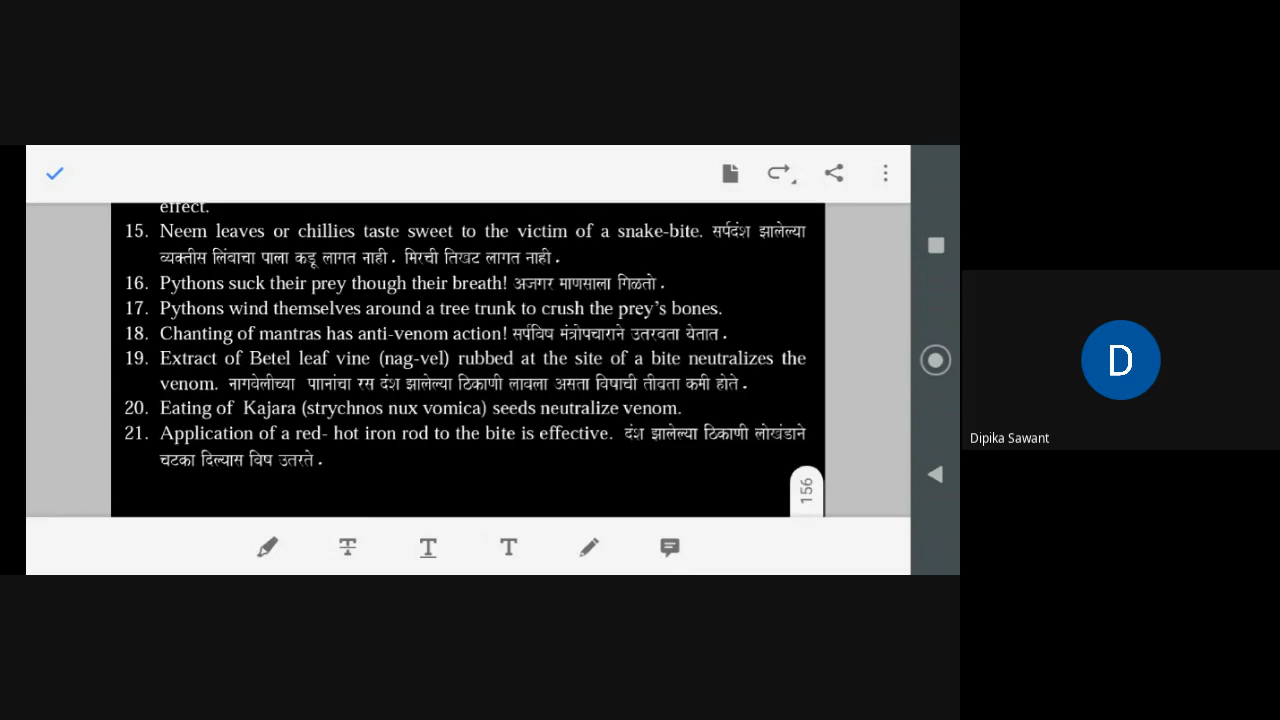 effect.
15. Neem leaves or chillies taste sweet to the victim of a snake-bite. सर्पदंश झालेल्या
व्यक्तीस लिंबाचा पाला कडू लागत नाही. मिरची तिखट लागत नाही.
16. Pythons suck their prey though their breath! अजगर माणसाला गिळतो.
17. Pythons wind themselves around a tree trunk to crush the prey's bones.
18. Chanting of mantras has anti-venom action! सर्पविष मंत्रोपचाराने उतरवता येतात.
19. Extract of Betel leaf vine (nag-vel) rubbed at the site of a bite neutralizes the
venom. नागवेलीच्या पाानांचा रस दंश झालेल्या ठिकाणी लावला असता विषाची तीव्रता कमी होते.
20. Eating of Kajara (strychnos nux vomica) seeds neutralize venom.
21. Application of a red- hot iron rod to the bite is effective. दंश झालेल्या ठिकाणी लोखंडाने
चटका दिल्यास विष उतरते.
156
T T T
D
Dipika Sawant